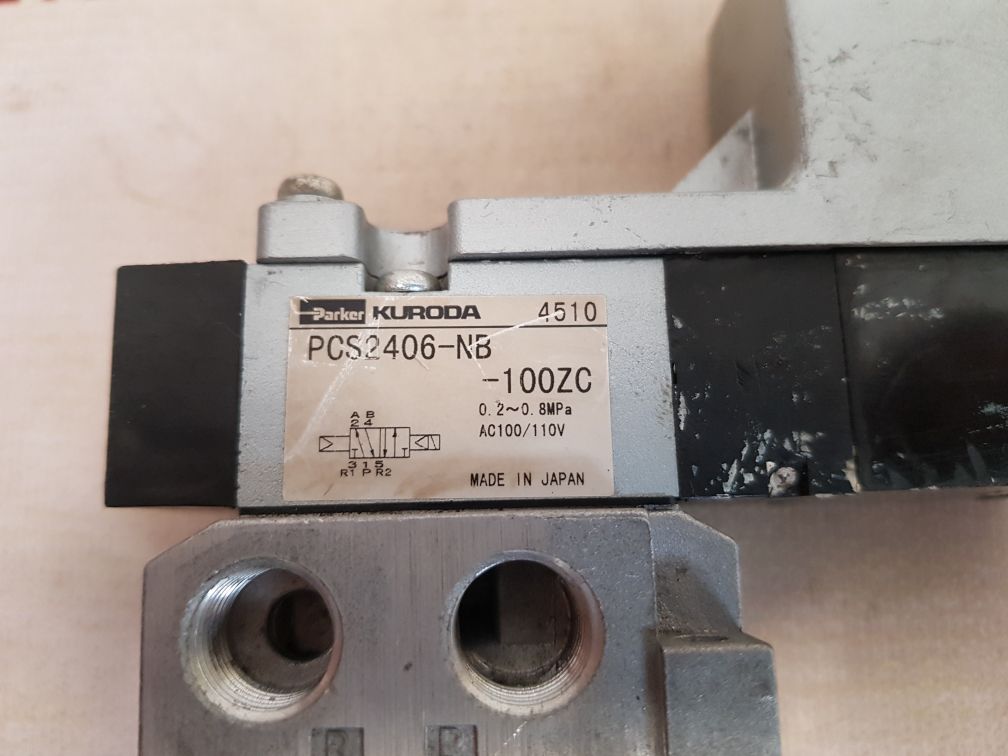 Parker KURODA 4510
PCS2406-NB
-100ZC
0.2~0.8MPa
AC100/110V
A B
2 4
3 1 5
R1 P R2
MADE IN JAPAN